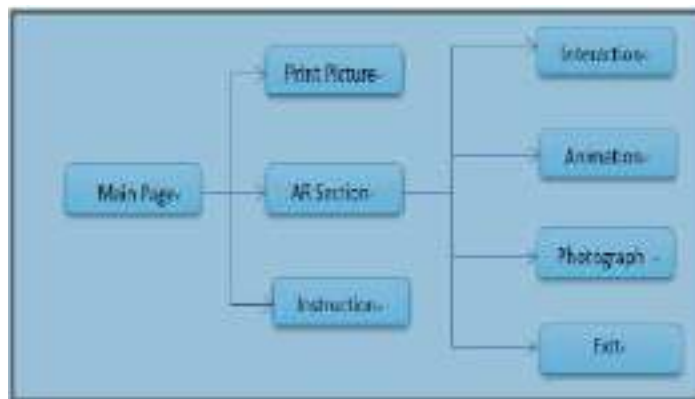 Main Page
Print Picture
AR Section
Instruction
Interaction
Animation
Photograph
Exit